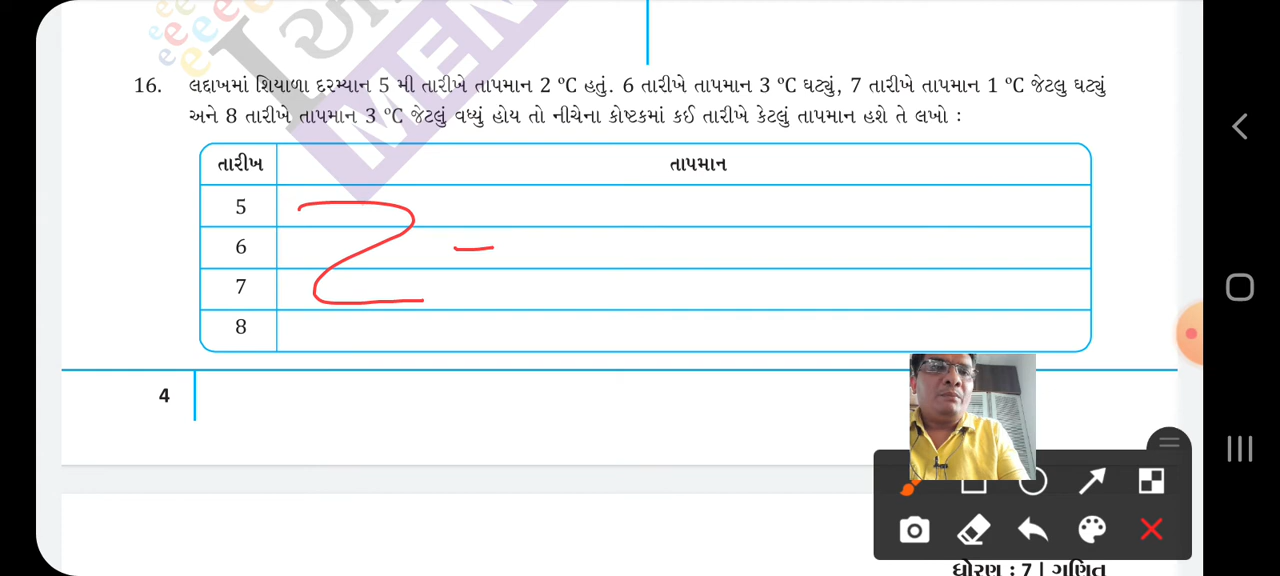 16. લદ્દાખમાં શિયાળા દરમ્યાન 5 મી તારીખે તાપમાન 2 °C હતું. 6 તારીખે તાપમાન 3 °C ઘટ્યું, 7 તારીખે તાપમાન 1 °C જેટલુ ઘટ્યું
અને 8 તારીખે તાપમાન 3 °C જેટલું વધ્યું હોય તો નીચેના કોષ્ટકમાં કઈ તારીખે કેટલું તાપમાન હશે તે લખો :
તારીખ તાપમાન
5
6
7
8
2 –
4
ધોરણ : 7 | ગણિત